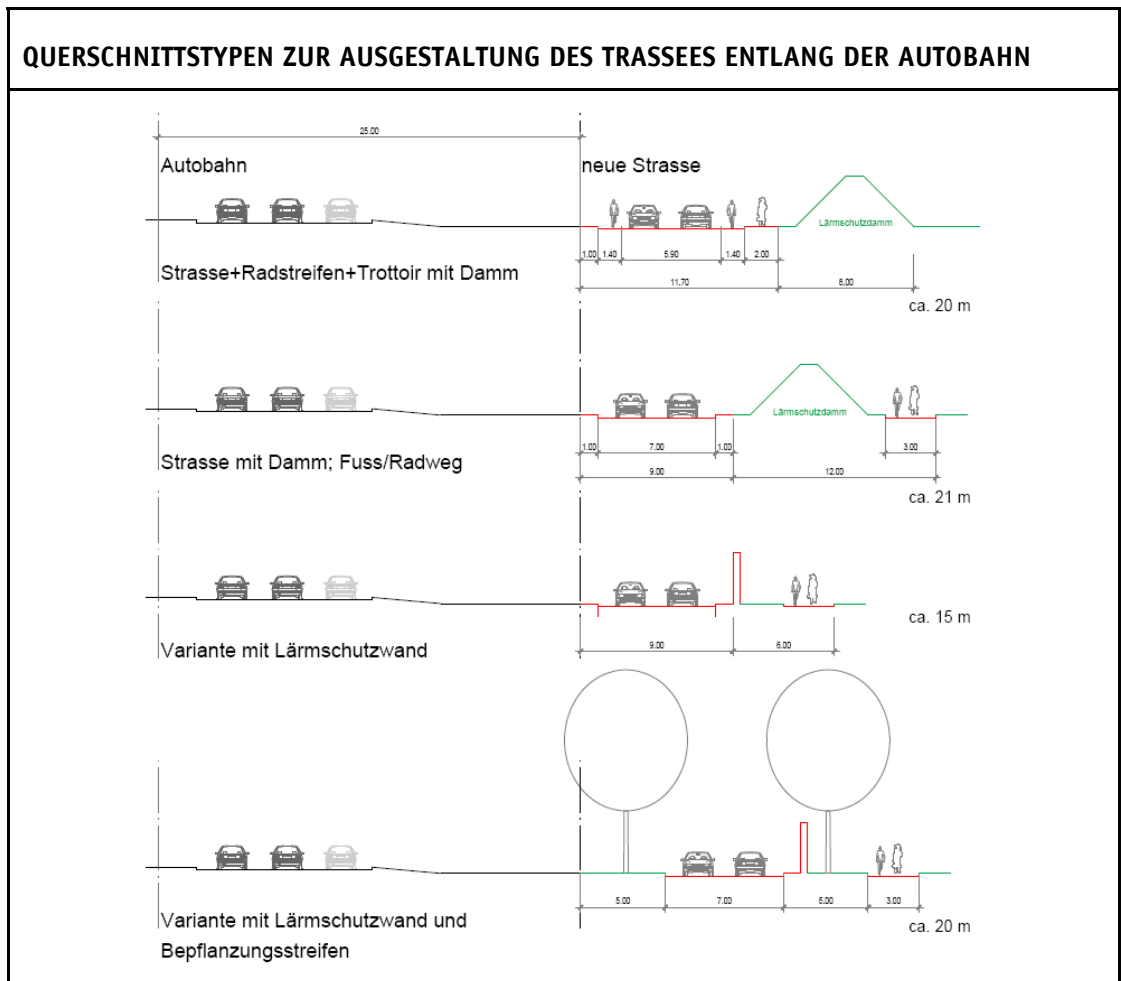 QUERSCHNITTSTYPEN ZUR AUSGESTALTUNG DES TRASSEES ENTLANG DER AUTOBAHN
25.00
Autobahn
neue Strasse
Lärmschutzdamm
1.00 1.40 5.90 1.40 2.00
Strasse+Radstreifen+Trottoir mit Damm
11.70 8.00
ca. 20 m
Lärmschutzdamm
1.00 7.00 1.00 3.00
Strasse mit Damm; Fuss/Radweg
9.00 12.00
ca. 21 m
ca. 15 m
Variante mit Lärmschutzwand
9.00 6.00
5.00 7.00 5.00 3.00
Variante mit Lärmschutzwand und
Bepflanzungsstreifen
ca. 20 m